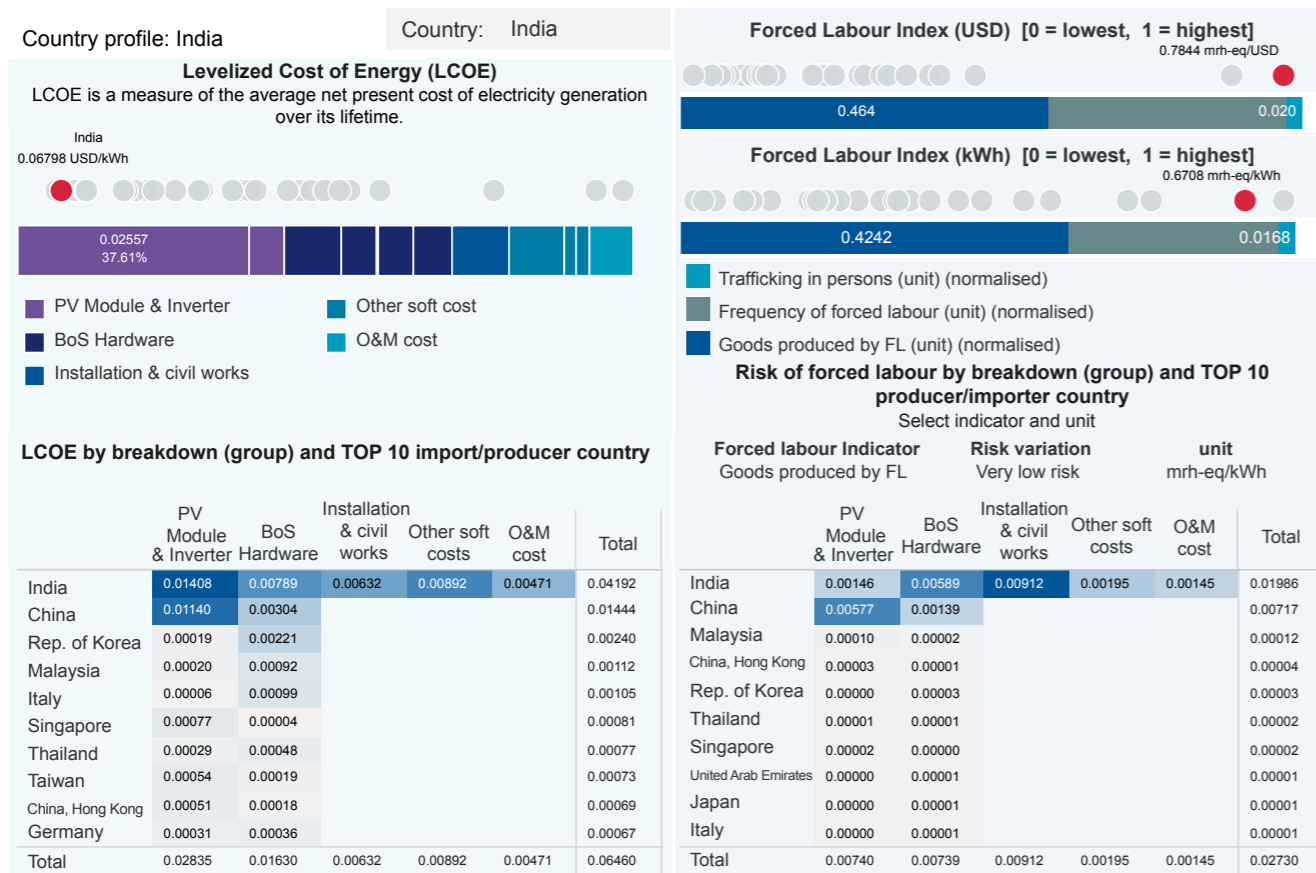 Country profile: India
Country: India
Levelized Cost of Energy (LCOE)
LCOE is a measure of the average net present cost of electricity generation
over its lifetime.
India
0.06798 USD/kWh
0.02557
37.61%
PV Module & Inverter
Other soft cost
BoS Hardware
O&M cost
Installation & civil works
LCOE by breakdown (group) and TOP 10 import/producer country
PV Module & Inverter BoS Hardware Installation & civil works Other soft costs O&M cost Total
India 0.01408 0.00789 0.00632 0.00892 0.00471 0.04192
China 0.01140 0.00304 0.01444
Rep. of Korea 0.00019 0.00221 0.00240
Malaysia 0.00020 0.00092 0.00112
Italy 0.00006 0.00099 0.00105
Singapore 0.00077 0.00004 0.00081
Thailand 0.00029 0.00048 0.00077
Taiwan 0.00054 0.00019 0.00073
China, Hong Kong 0.00051 0.00018 0.00069
Germany 0.00031 0.00036 0.00067
Total 0.02835 0.01630 0.00632 0.00892 0.00471 0.06460
Forced Labour Index (USD) [0 = lowest, 1 = highest]
0.7844 mrh-eq/USD
0.464 0.020
Forced Labour Index (kWh) [0 = lowest, 1 = highest]
0.6708 mrh-eq/kWh
0.4242 0.0168
Trafficking in persons (unit) (normalised)
Frequency of forced labour (unit) (normalised)
Goods produced by FL (unit) (normalised)
Risk of forced labour by breakdown (group) and TOP 10
producer/importer country
Select indicator and unit
Forced labour Indicator Risk variation unit
Goods produced by FL Very low risk mrh-eq/kWh
PV Module & Inverter BoS Hardware Installation & civil works Other soft costs O&M cost Total
India 0.00146 0.00589 0.00912 0.00195 0.00145 0.01986
China 0.00577 0.00139 0.00717
Malaysia 0.00010 0.00002 0.00012
China, Hong Kong 0.00003 0.00001 0.00004
Rep. of Korea 0.00000 0.00003 0.00003
Thailand 0.00001 0.00001 0.00002
Singapore 0.00002 0.00000 0.00002
United Arab Emirates 0.00000 0.00001 0.00001
Japan 0.00000 0.00001 0.00001
Italy 0.00000 0.00001 0.00001
Total 0.00740 0.00739 0.00912 0.00195 0.00145 0.02730